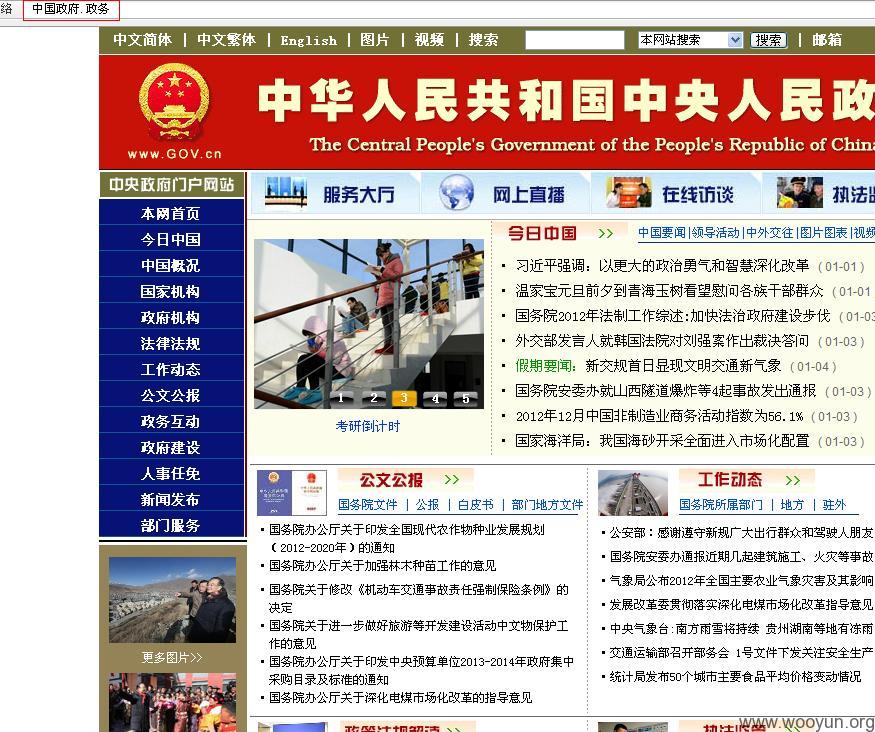 络 中国政府.政务
中文简体 | 中文繁体 | English | 图片 | 视频 | 搜索 本网站搜索 搜索 | 邮箱
中华人民共和国中央人民政
The Central People's Government of the People's Republic of China
www.GOV.cn
中央政府门户网站
服务大厅 网上直播 在线访谈 执法监
本网首页
今日中国
中国概况
国家机构
政府机构
法律法规
工作动态
公文公报
政务互动
政府建设
人事任免
新闻发布
部门服务
更多图片>>
1 2 3 4 5
考研倒计时
今日中国 >> 中国要闻|领导活动|中外交往|图片图表|视频
· 习近平强调：以更大的政治勇气和智慧深化改革 (01-01)
· 温家宝元旦前夕到青海玉树看望慰问各族干部群众 (01-01
· 国务院2012年法制工作综述:加快法治政府建设步伐 (01-03
· 外交部发言人就韩国法院对刘强案作出裁决答问 (01-03)
· 假期要闻：新交规首日显现文明交通新气象 (01-04)
· 国务院安委办就山西隧道爆炸等4起事故发出通报 (01-03)
· 2012年12月中国非制造业商务活动指数为56.1% (01-03)
· 国家海洋局：我国海砂开采全面进入市场化配置 (01-03)
公文公报 >>
国务院文件 | 公报 | 白皮书 | 部门地方文件
· 国务院办公厅关于印发全国现代农作物种业发展规划
（2012-2020年）的通知
· 国务院办公厅关于加强林木种苗工作的意见
· 国务院关于修改《机动车交通事故责任强制保险条例》的
决定
· 国务院关于进一步做好旅游等开发建设活动中文物保护工
作的意见
· 国务院办公厅关于印发中央预算单位2013-2014年政府集中
采购目录及标准的通知
· 国务院办公厅关于深化电煤市场化改革的指导意见
工作动态 >>
国务院所属部门 | 地方 | 驻外
· 公安部：感谢遵守新规广大出行群众和驾驶人朋友
· 国务院安委办通报近期几起建筑施工、火灾等事故
· 气象局公布2012年全国主要农业气象灾害及其影响
· 发展改革委贯彻落实深化电煤市场化改革指导意见
· 中央气象台:南方雨雪将持续 贵州湖南等地有冻雨
· 交通运输部召开部务会 1号文件下发关注安全生产
· 统计局发布50个城市主要食品平均价格变动情况
政策法规解读 >>
执法监管 >>
www.wooyun.org